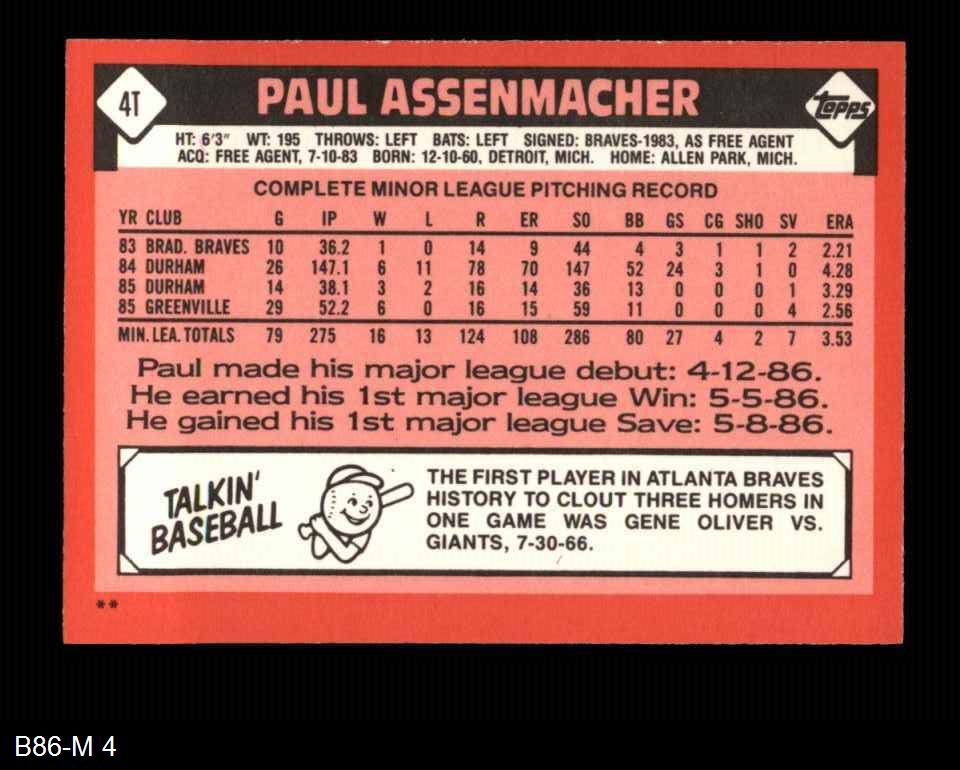 4T
PAUL ASSENMACHER
TOPPS
HT: 6'3" WT: 195 THROWS: LEFT BATS: LEFT SIGNED: BRAVES-1983, AS FREE AGENT
ACQ: FREE AGENT, 7-10-83 BORN: 12-10-60, DETROIT, MICH. HOME: ALLEN PARK, MICH.
COMPLETE MINOR LEAGUE PITCHING RECORD
YR CLUB G IP W L R ER SO BB GS CG SHO SV ERA
83 BRAD. BRAVES 10 36.2 1 0 14 9 44 4 3 1 1 2 2.21
84 DURHAM 26 147.1 6 11 78 70 147 52 24 3 1 0 4.28
85 DURHAM 14 38.1 3 2 16 14 36 13 0 0 0 1 3.29
85 GREENVILLE 29 52.2 6 0 16 15 59 11 0 0 0 4 2.56
MIN. LEA. TOTALS 79 275 16 13 124 108 286 80 27 4 2 7 3.53
Paul made his major league debut: 4-12-86.
He earned his 1st major league Win: 5-5-86.
He gained his 1st major league Save: 5-8-86.
TALKIN'
BASEBALL
THE FIRST PLAYER IN ATLANTA BRAVES
HISTORY TO CLOUT THREE HOMERS IN
ONE GAME WAS GENE OLIVER VS.
GIANTS, 7-30-66.
**
B86-M 4